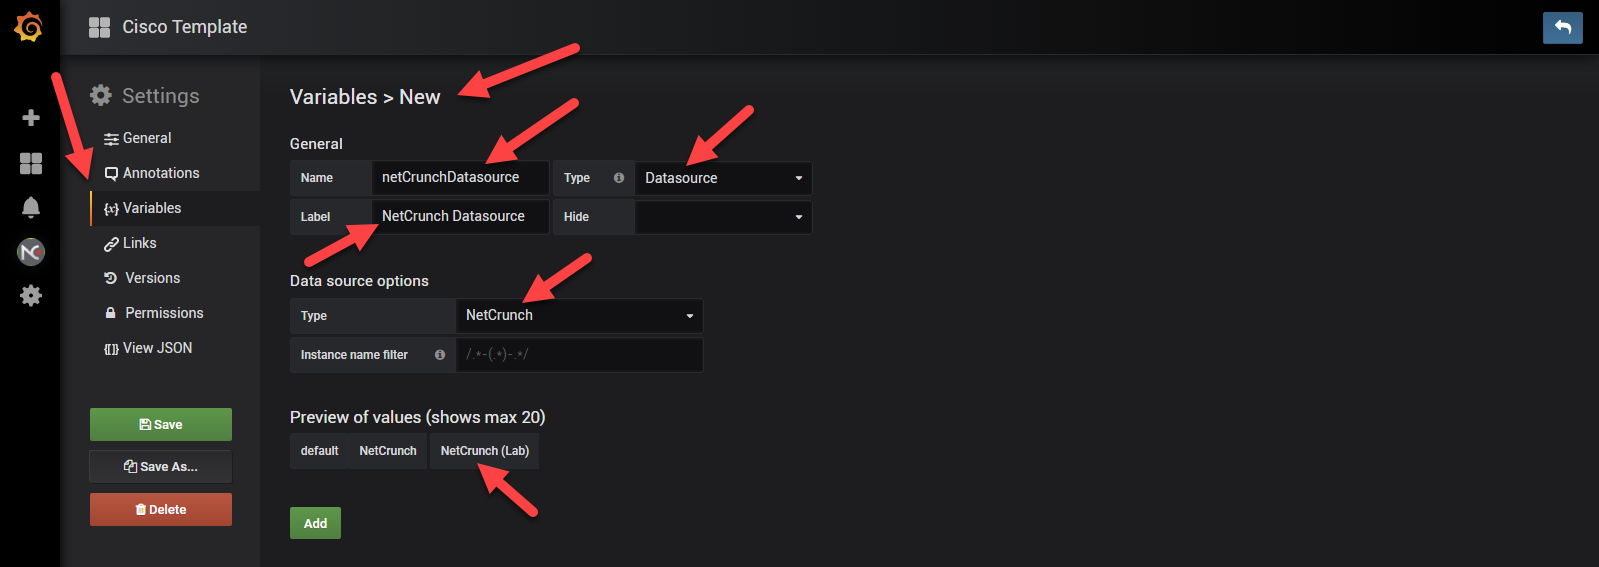 Cisco Template
Settings
General
Annotations
{x} Variables
Links
Versions
Permissions
View JSON
Save
Save As...
Delete
Variables > New
General
Name netCrunchDatasource Type Datasource
Label NetCrunch Datasource Hide
Data source options
Type NetCrunch
Instance name filter /.*-(.*)-.*/
Preview of values (shows max 20)
default NetCrunch NetCrunch (Lab)
Add